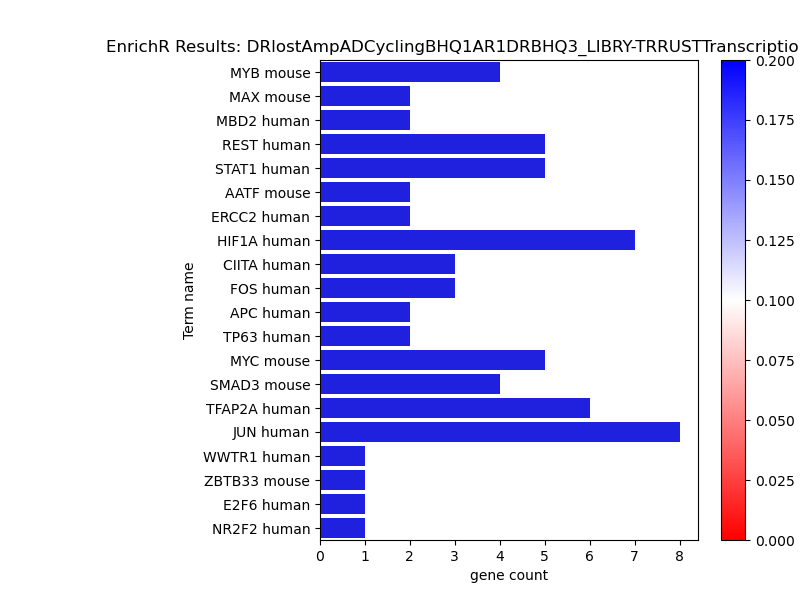 EnrichR Results: DRlostAmpADCyclingBHQ1AR1DRBHQ3_LIBRY-TRRUSTTranscriptio
Term name
MYB mouse
MAX mouse
MBD2 human
REST human
STAT1 human
AATF mouse
ERCC2 human
HIF1A human
CIITA human
FOS human
APC human
TP63 human
MYC mouse
SMAD3 mouse
TFAP2A human
JUN human
WWTR1 human
ZBTB33 mouse
E2F6 human
NR2F2 human
0 1 2 3 4 5 6 7 8
gene count
0.200
0.175
0.150
0.125
0.100
0.075
0.050
0.025
0.000